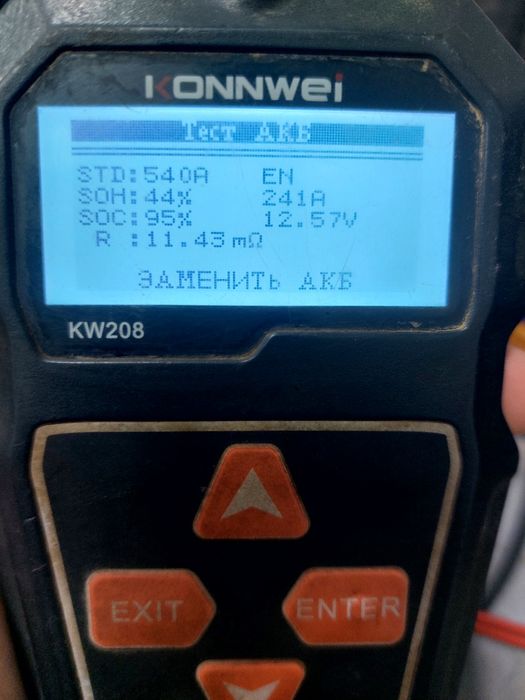 KONNWEI
Тест АКБ
STD:540A EN
SOH:44% 241A
SOC:95% 12.57V
R :11.43mΩ
ЗАМЕНИТЬ АКБ
KW208
EXIT
ENTER